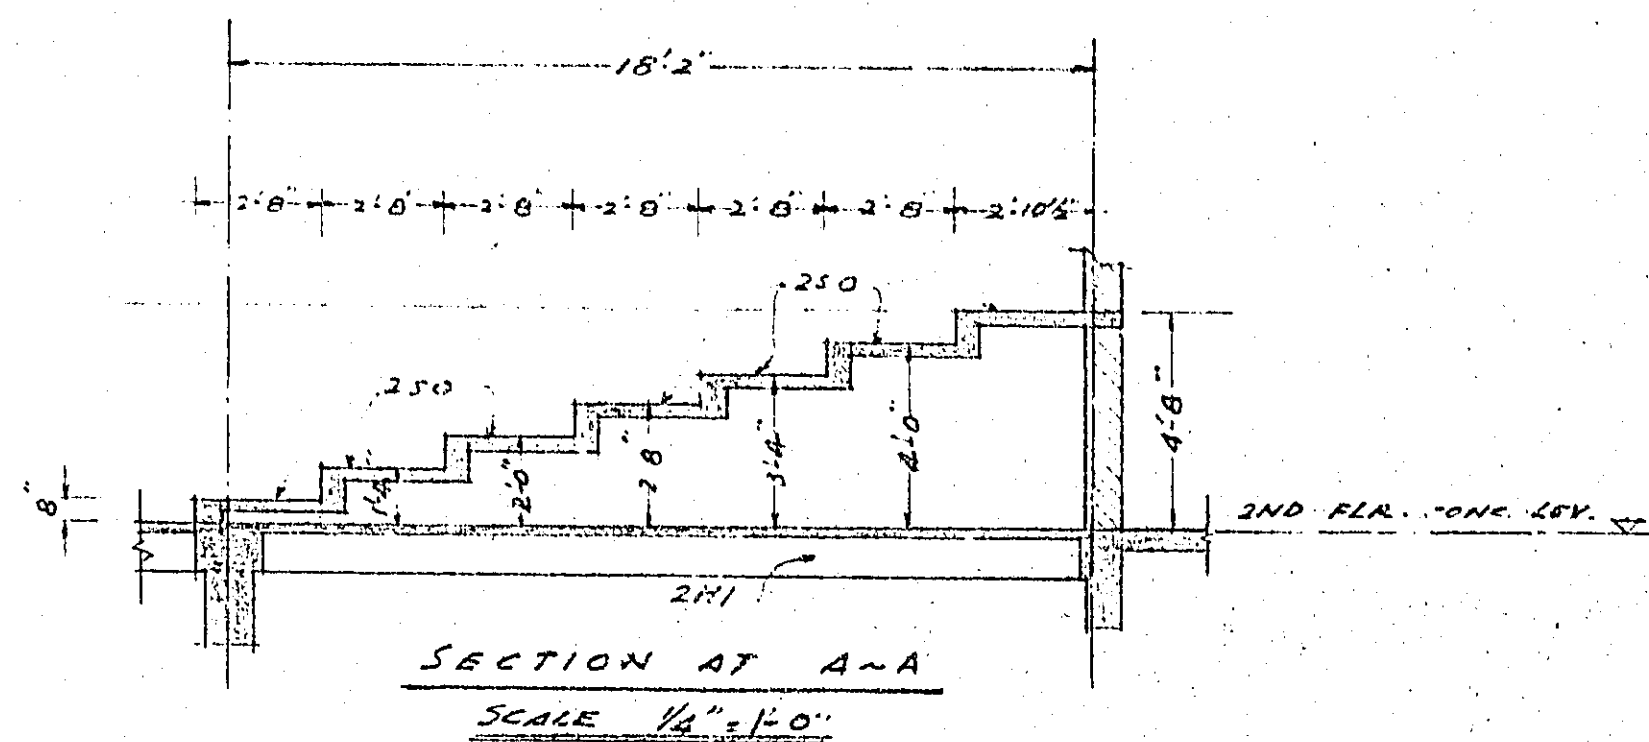 18'-2"
2'-8" 2'-8" 2'-8" 2'-8" 2'-8" 2'-8" 2'-10½"
250
250
8"
1'-4"
2'-0"
2'-8"
3'-4"
4'-0"
4'-8"
2ND FLR. CONC. LEV.
2H1
SECTION AT A~A
SCALE 1/4" = 1'-0"